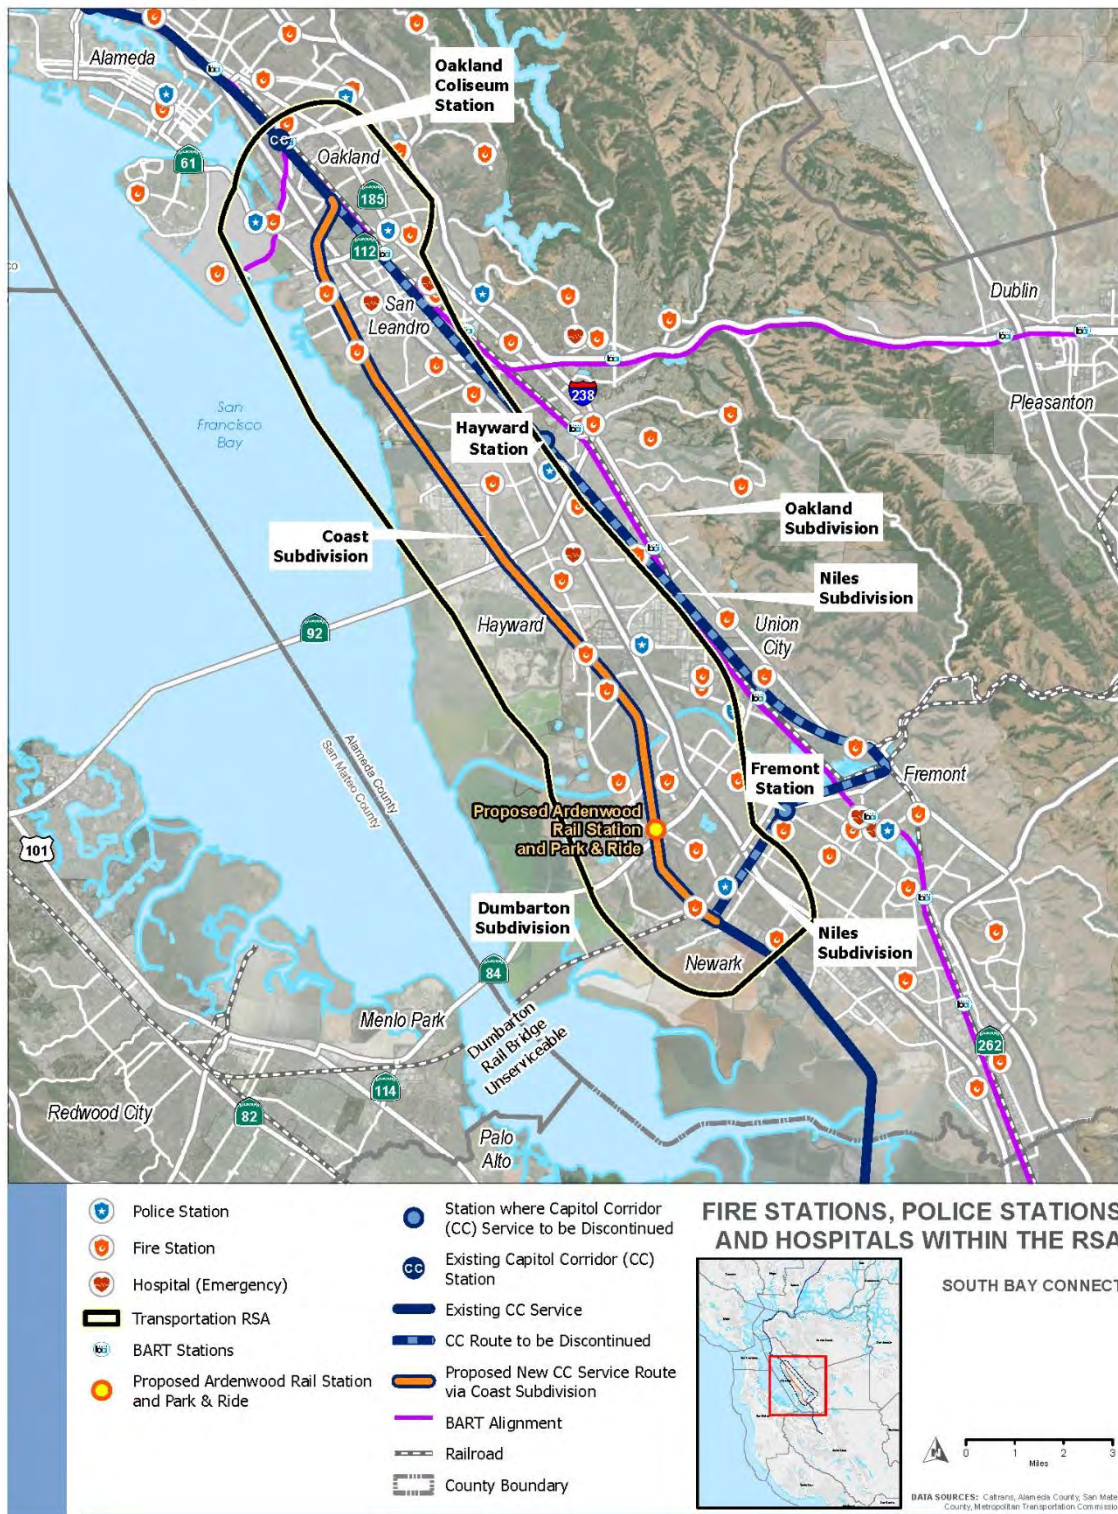 Alameda
Oakland
Coliseum
Station
CC
Oakland
61
185
112
San
Leandro
Dublin
238
Pleasanton
San
Francisco
Bay
Hayward
Station
Oakland
Subdivision
Coast
Subdivision
Niles
Subdivision
92
Hayward
Union
City
Alameda County
San Mateo County
Fremont
Station
Fremont
Proposed Ardenwood
Rail Station
and Park & Ride
101
Dumbarton
Subdivision
Niles
Subdivision
84
Newark
Menlo Park
Dumbarton
Rail Bridge
Unserviceable
262
114
Redwood City
82
Palo
Alto
Police Station
Fire Station
Hospital (Emergency)
Transportation RSA
BART Stations
Proposed Ardenwood Rail Station
and Park & Ride
Station where Capitol Corridor
(CC) Service to be Discontinued
CC
Existing Capitol Corridor (CC)
Station
Existing CC Service
CC Route to be Discontinued
Proposed New CC Service Route
via Coast Subdivision
BART Alignment
Railroad
County Boundary
FIRE STATIONS, POLICE STATIONS
AND HOSPITALS WITHIN THE RSA
SOUTH BAY CONNECT
0 1 2 3
Miles
DATA SOURCES: Caltrans, Alameda County, San Mate
County, Metropolitan Transportation Commissio